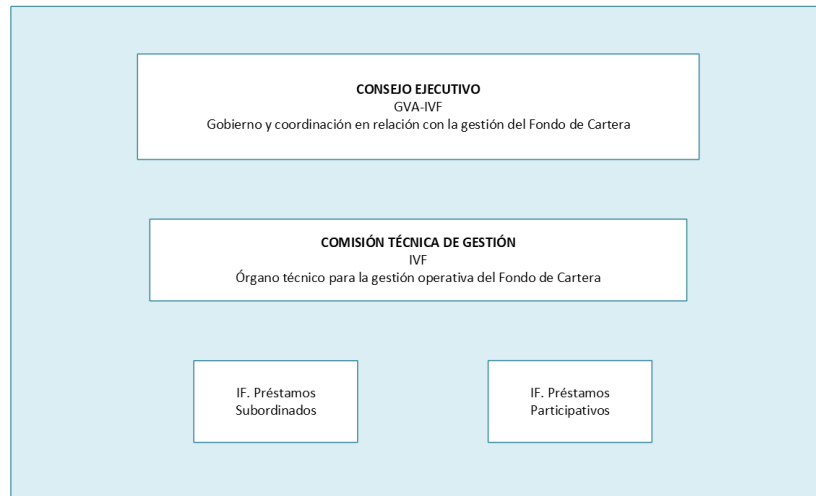 CONSEJO EJECUTIVO
GVA-IVF
Gobierno y coordinación en relación con la gestión del Fondo de Cartera
COMISIÓN TÉCNICA DE GESTIÓN
IVF
Órgano técnico para la gestión operativa del Fondo de Cartera
IF. Préstamos
Subordinados
IF. Préstamos
Participativos